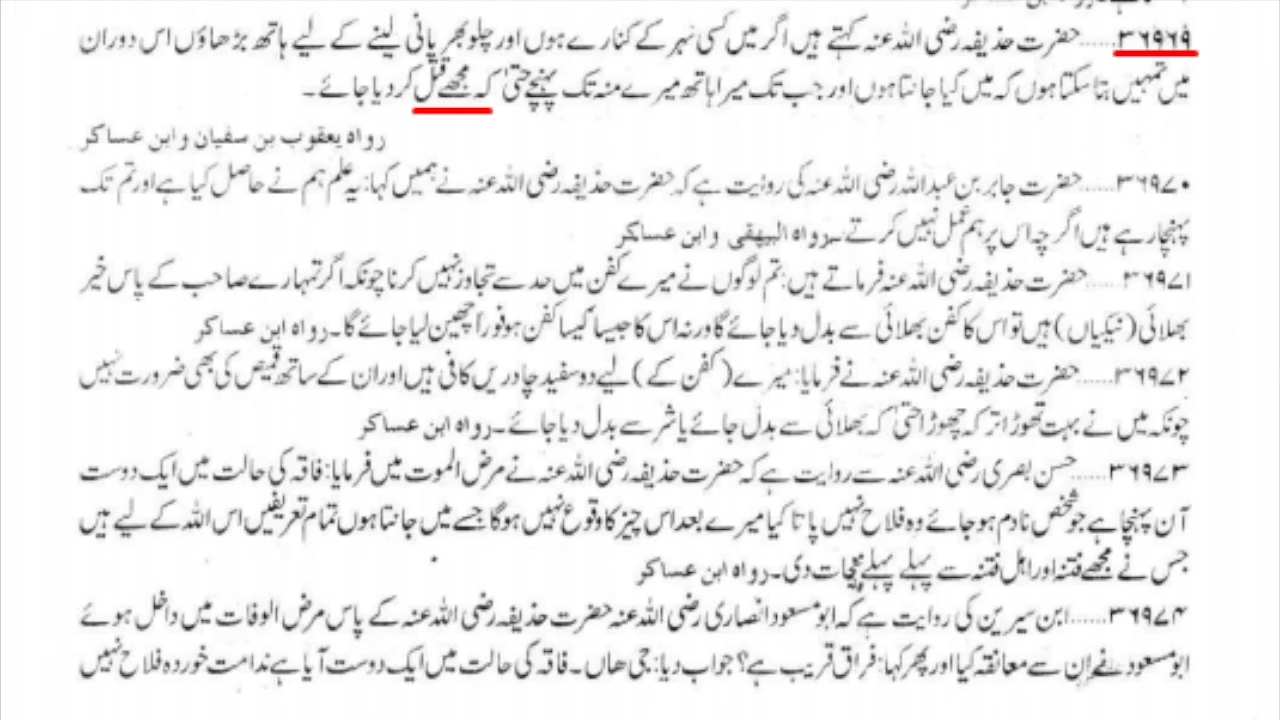 ۳۶۹۶۹......حضرت حذیفہ رضی اللہ عنہ کہتے ہیں اگر میں کسی نہر کے کنارے ہوں اور چلو بھر پانی لینے کے لیے ہاتھ بڑھاؤں اس دوران
میں تمہیں بتا سکتا ہوں کہ میں کیا جانتا ہوں اور جب تک میرا ہاتھ میرے منہ تک پہنچے حتیٰ کہ مجھے قتل کر دیا جائے۔
رواہ یعقوب بن سفیان وابن عساکر
۳۶۹۷۰......حضرت جابر بن عبداللہ رضی اللہ عنہ کی روایت ہے کہ حضرت حذیفہ رضی اللہ عنہ نے ہمیں کہا: یہ علم ہم نے حاصل کیا ہے اور تم تک
پہنچا رہے ہیں اگر چہ اس پر ہم عمل نہیں کرتے۔رواہ البیھقی وابن عساکر
۳۶۹۷۱......حضرت حذیفہ رضی اللہ عنہ فرماتے ہیں: تم لوگوں نے میرے کفن میں حد سے تجاوز نہیں کرنا چونکہ اگر تمہارے صاحب کے پاس خیر
بھلائی (نیکیاں) ہیں تو اس کا کفن بھلائی سے بدل دیا جائے گا ورنہ اس کا جیسا کیسا کفن ہو فوراً چھین لیا جائے گا۔رواہ ابن عساکر
۳۶۹۷۲......حضرت حذیفہ رضی اللہ عنہ نے فرمایا: میرے (کفن کے) لیے دو سفید چادریں کافی ہیں اور ان کے ساتھ قمیض کی بھی ضرورت نہیں
چونکہ میں نے بہت تھوڑا ترکہ چھوڑا حتیٰ کہ بھلائی سے بدل جائے یا شر سے بدل دیا جائے۔رواہ ابن عساکر
۳۶۹۷۳......حسن بصری رضی اللہ عنہ سے روایت ہے کہ حضرت حذیفہ رضی اللہ عنہ نے مرض الموت میں فرمایا: فاقہ کی حالت میں ایک دوست
آن پہنچا ہے جو شخص نادم ہو جائے وہ فلاح نہیں پاتا کیا میرے بعد اس چیز کا وقوع نہیں ہوگا جسے میں جانتا ہوں تمام تعریفیں اس اللہ کے لیے ہیں
جس نے مجھے فتنہ اور اہل فتنہ سے پہلے پہلے نجات دی۔رواہ ابن عساکر
۳۶۹۷۴......ابن سیرین کی روایت ہے کہ ابو مسعود انصاری رضی اللہ عنہ حضرت حذیفہ رضی اللہ عنہ کے پاس مرض الوفات میں داخل ہوئے
ابو مسعود نے ان سے معانقہ کیا اور پھر کہا: فراق قریب ہے؟ جواب دیا: جی ھاں۔ فاقہ کی حالت میں ایک دوست آیا ہے ندامت خوردہ فلاح نہیں